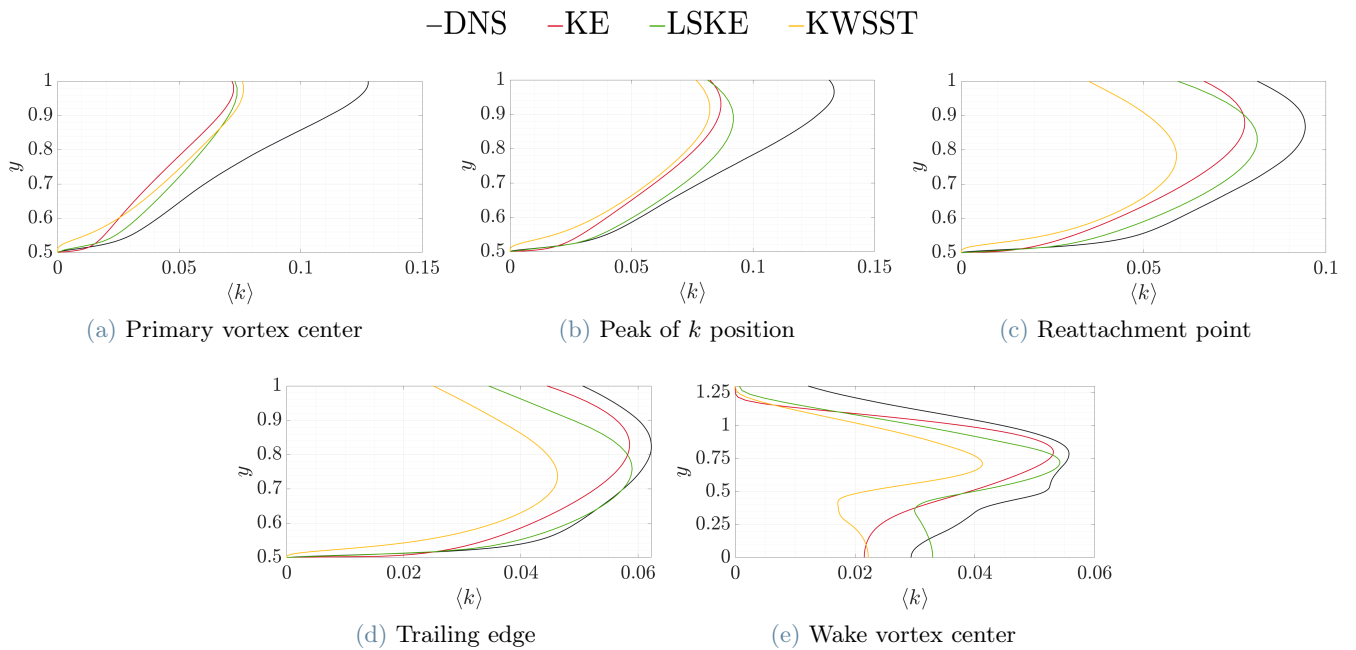 –DNS –KE –LSKE –KWSST
1
0.9
0.8
0.7
0.6
0.5
y
0 0.05 0.1 0.15
⟨k⟩
(a) Primary vortex center
1
0.9
0.8
0.7
0.6
0.5
y
0 0.05 0.1 0.15
⟨k⟩
(b) Peak of k position
1
0.9
0.8
0.7
0.6
0.5
y
0 0.05 0.1
⟨k⟩
(c) Reattachment point
1
0.9
0.8
0.7
0.6
0.5
y
0 0.02 0.04 0.06
⟨k⟩
(d) Trailing edge
1.25
1
0.75
0.5
0.25
0
y
0 0.02 0.04 0.06
⟨k⟩
(e) Wake vortex center